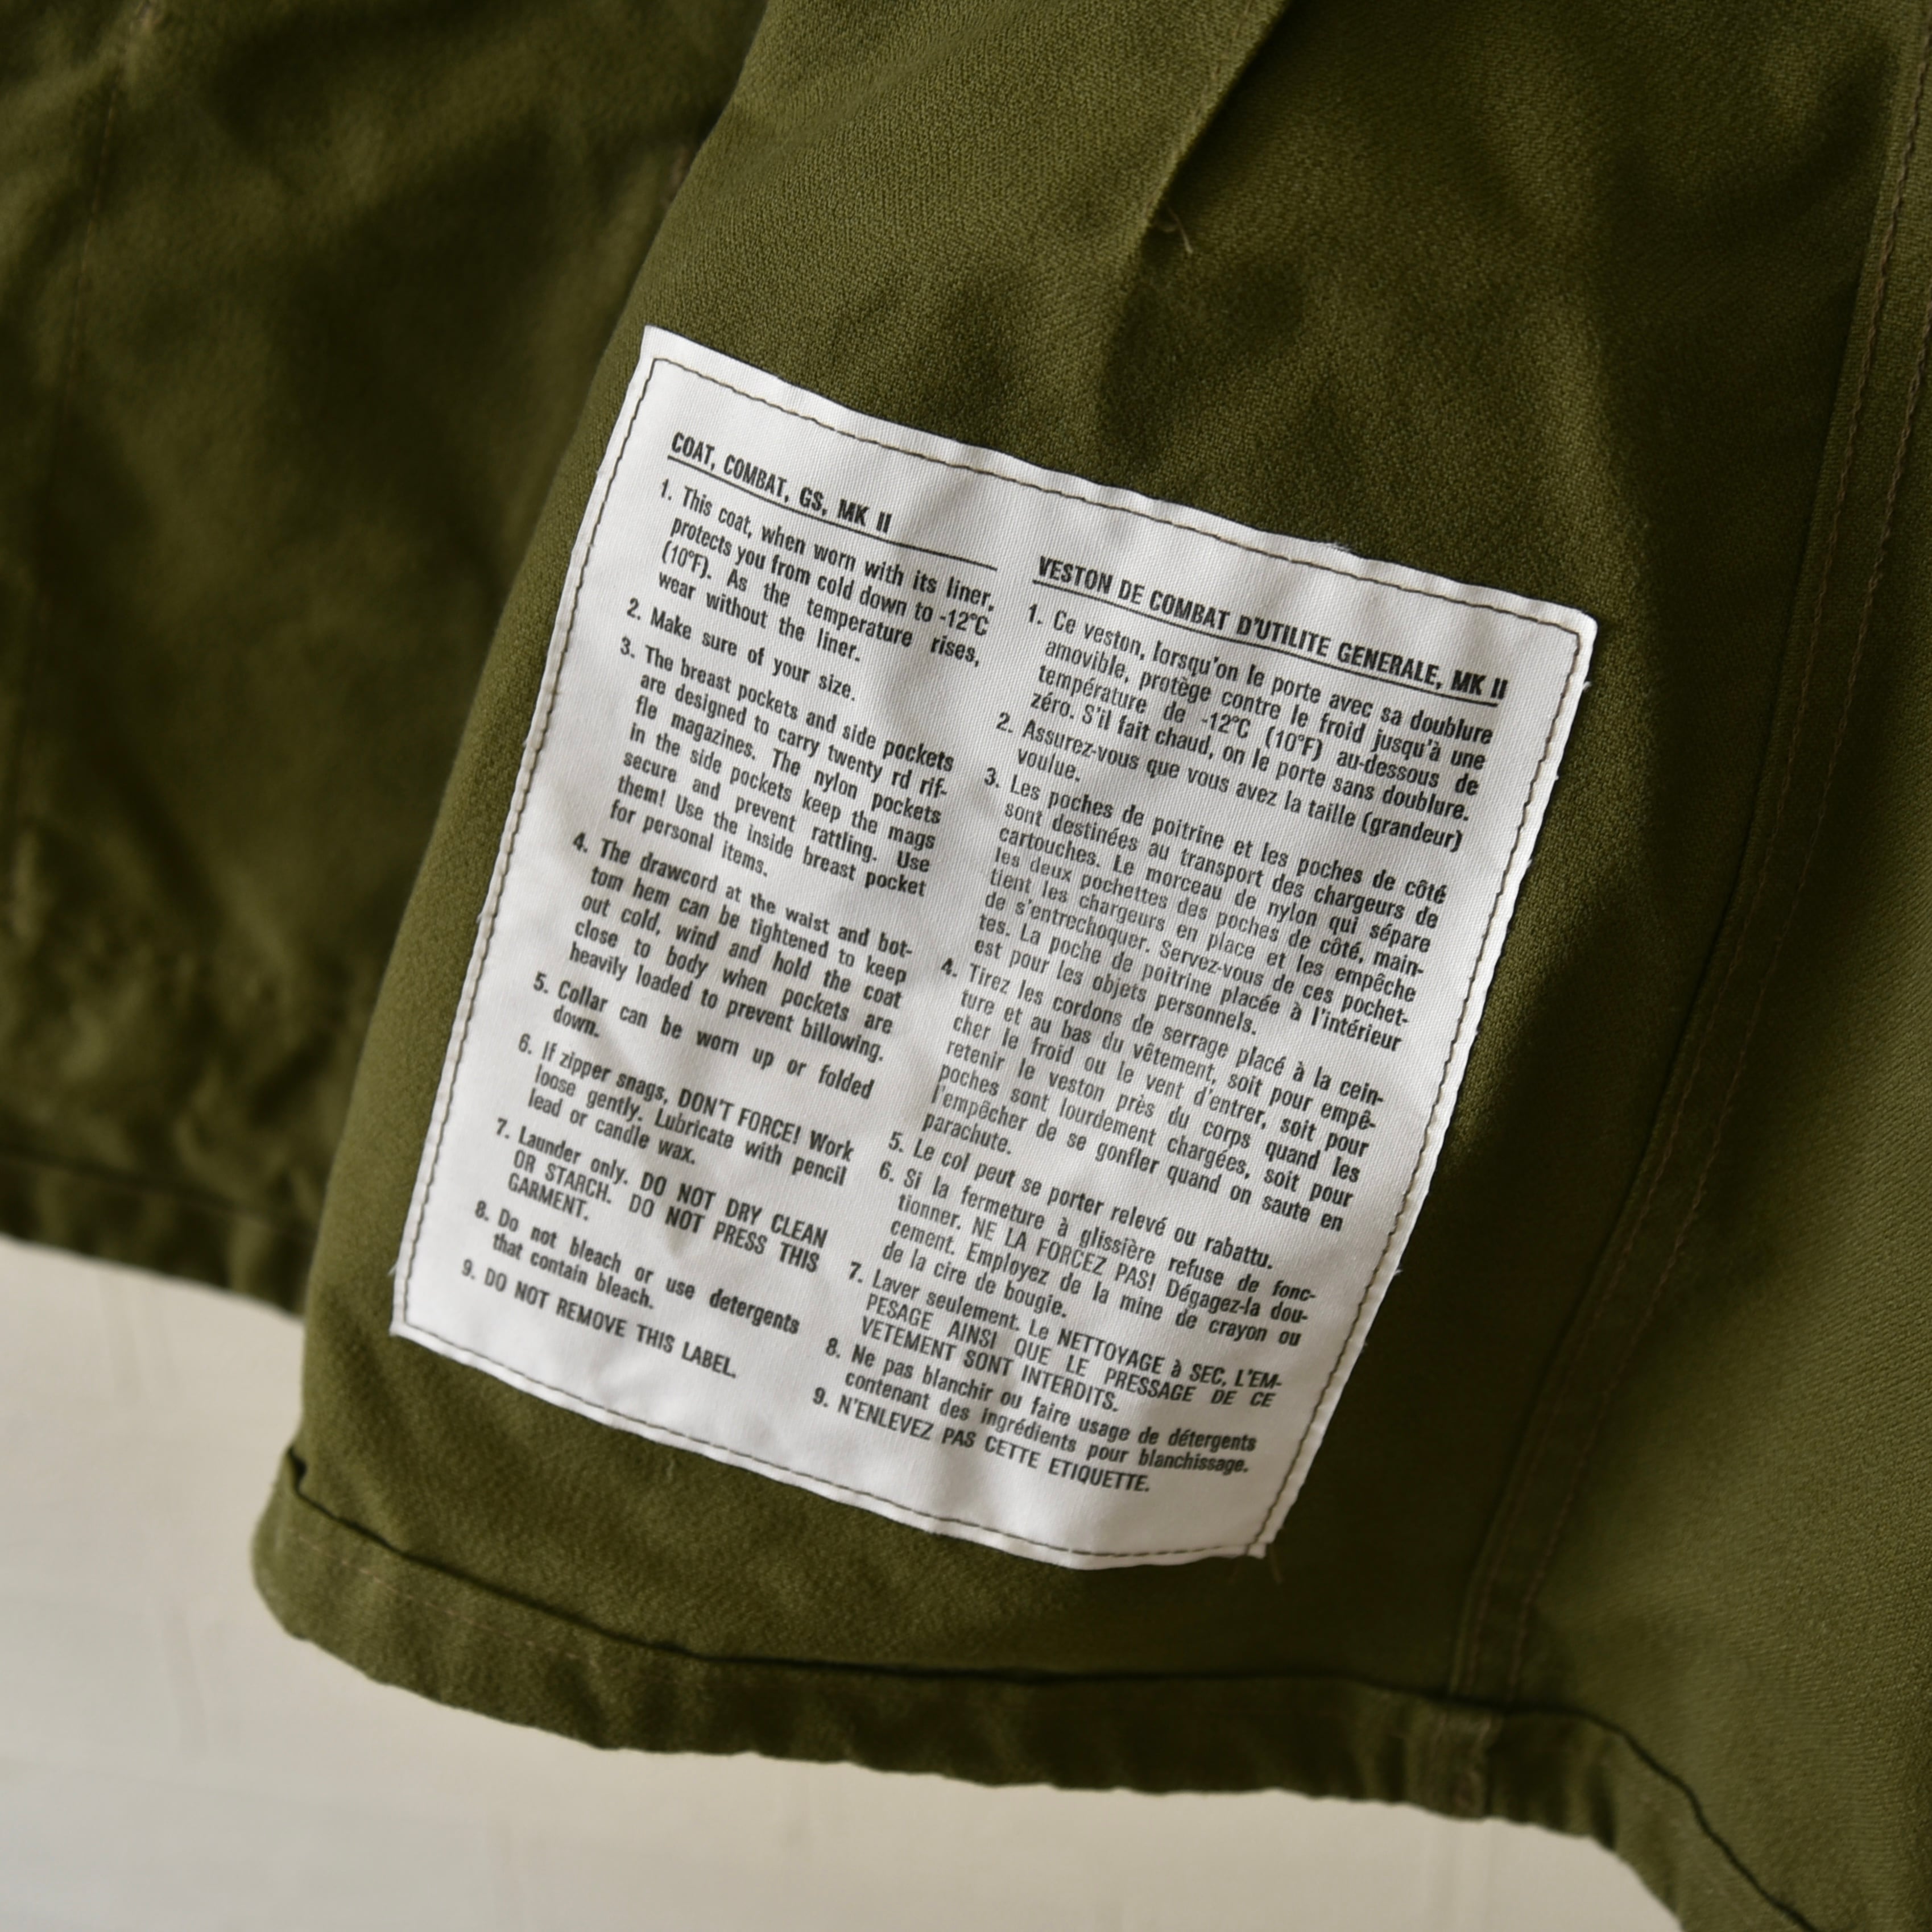 COAT, COMBAT, GS, MK II
1. This coat, when worn with its liner,
protects you from cold down to -12°C
(10°F). As the temperature rises,
wear without the liner.
2. Make sure of your size.
3. The breast pockets and side pockets
are designed to carry twenty rd rif-
fle magazines. The nylon pockets
in the side pockets keep the mags
secure and prevent rattling. Use
them! Use the inside breast pocket
for personal items.
4. The drawcord at the waist and bot-
tom hem can be tightened to keep
out cold, wind and hold the coat
close to body when pockets are
heavily loaded to prevent billowing.
5. Collar can be worn up or folded
down.
6. If zipper snags, DON'T FORCE! Work
loose gently. Lubricate with pencil
lead or candle wax.
7. Launder only. DO NOT DRY CLEAN
OR STARCH. DO NOT PRESS THIS
GARMENT.
8. Do not bleach or use detergents
that contain bleach.
9. DO NOT REMOVE THIS LABEL.
VESTON DE COMBAT D'UTILITE GENERALE, MK II
1. Ce veston, lorsqu'on le porte avec sa doublure
amovible, protège contre le froid jusqu'à une
température de -12°C (10°F) au-dessous de
zéro. S'il fait chaud, on le porte sans doublure.
2. Assurez-vous que vous avez la taille (grandeur)
voulue.
3. Les poches de poitrine et les poches de côté
sont destinées au transport des chargeurs de
cartouches. Le morceau de nylon qui sépare
les deux pochettes des poches de côté, main-
tient les chargeurs en place et les empêche
de s'entrechoquer. Servez-vous de ces pochet-
tes. La poche de poitrine placée à l'intérieur
est pour les objets personnels.
4. Tirez les cordons de serrage placé à la cein-
ture et au bas du vêtement, soit pour empê-
cher le froid ou le vent d'entrer, soit pour
retenir le veston près du corps quand les
poches sont lourdement chargées, soit pour
l'empêcher de se gonfler quand on saute en
parachute.
5. Le col peut se porter relevé ou rabattu.
6. Si la fermeture à glissière refuse de fonc-
tionner. NE LA FORCEZ PAS! Dégagez-la dou-
cement. Employez de la mine de crayon ou
de la cire de bougie.
7. Laver seulement. Le NETTOYAGE à SEC, L'EM-
PESAGE AINSI QUE LE PRESSAGE DE CE
VETEMENT SONT INTERDITS.
8. Ne pas blanchir ou faire usage de détergents
contenant des ingrédients pour blanchissage.
9. N'ENLEVEZ PAS CETTE ETIQUETTE.